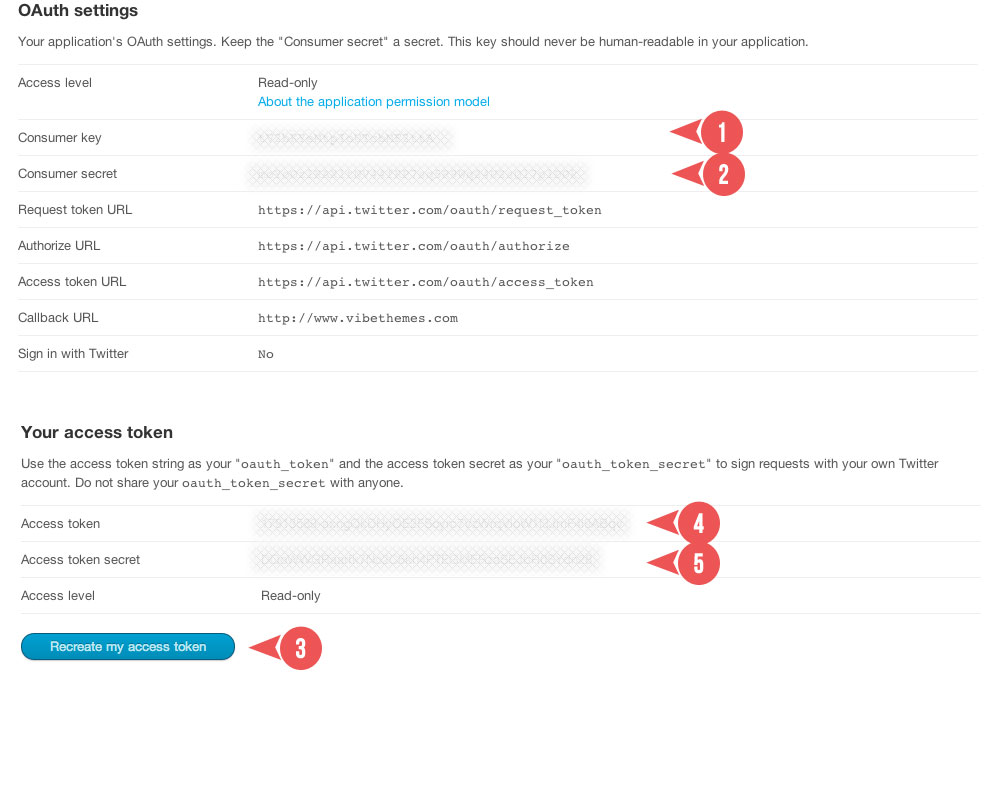 OAuth settings
Your application's OAuth settings. Keep the "Consumer secret" a secret. This key should never be human-readable in your application.
Access level Read-only
About the application permission model
Consumer key 1
Consumer secret 2
Request token URL https://api.twitter.com/oauth/request_token
Authorize URL https://api.twitter.com/oauth/authorize
Access token URL https://api.twitter.com/oauth/access_token
Callback URL http://www.vibethemes.com
Sign in with Twitter No
Your access token
Use the access token string as your "oauth_token" and the access token secret as your "oauth_token_secret" to sign requests with your own Twitter
account. Do not share your oauth_token_secret with anyone.
Access token 4
Access token secret 5
Access level Read-only
Recreate my access token 3